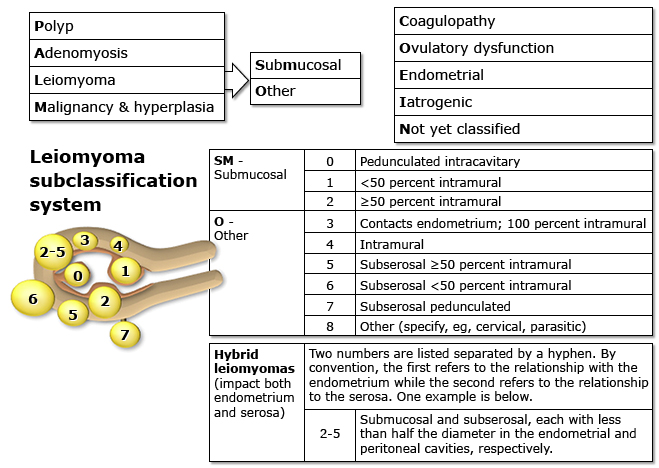 Polyp
Adenomyosis
Leiomyoma
Malignancy & hyperplasia
Submucosal
Other
Coagulopathy
Ovulatory dysfunction
Endometrial
Iatrogenic
Not yet classified
Leiomyoma
subclassification
system
2-5
3
4
0
1
6
5
2
7
SM -
Submucosal
0 Pedunculated intracavitary
1 <50 percent intramural
2 ≥50 percent intramural
O -
Other
3 Contacts endometrium; 100 percent intramural
4 Intramural
5 Subserosal ≥50 percent intramural
6 Subserosal <50 percent intramural
7 Subserosal pedunculated
8 Other (specify, eg, cervical, parasitic)
Hybrid
leiomyomas
(impact both
endometrium
and serosa)
Two numbers are listed separated by a hyphen. By
convention, the first refers to the relationship with the
endometrium while the second refers to the relationship
to the serosa. One example is below.
2-5
Submucosal and subserosal, each with less
than half the diameter in the endometrial and
peritoneal cavities, respectively.